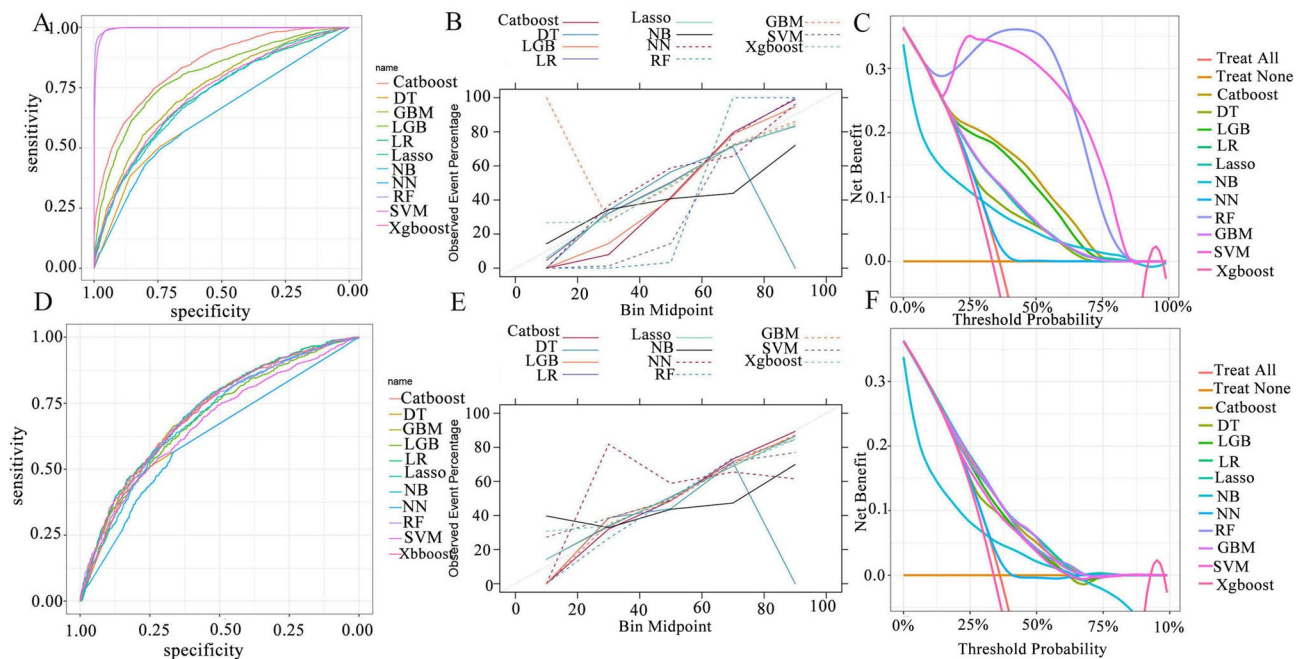 A
1.00
0.75
0.50
0.25
0.00
sensitivity
1.00
0.75
0.50
0.25
0.00
specificity
name
Catboost
DT
GBM
LGB
LR
Lasso
NB
NN
RF
SVM
Xgboost
B
Catboost
DT
LGB
LR
Lasso
NB
NN
RF
GBM
SVM
Xgboost
Observed Event Percentage
100
80
60
40
20
0
0
20
40
60
80
100
Bin Midpoint
C
Net Benefit
0.3
0.2
0.1
0.0
0.0%
25%
50%
75%
100%
Threshold Probability
Treat All
Treat None
Catboost
DT
LGB
LR
Lasso
NB
NN
RF
GBM
SVM
Xgboost
D
1.00
0.75
0.50
0.25
0.00
sensitivity
1.00
0.25
0.50
0.25
0.00
specificity
name
Catboost
DT
GBM
LGB
LR
Lasso
NB
NN
RF
SVM
Xbboost
E
Catbost
DT
LGB
LR
Lasso
NB
NN
RF
GBM
SVM
Xgboost
Observed Event Percentage
100
80
60
40
20
0
0
20
40
60
80
100
Bin Midpoint
F
Net Benefit
0.3
0.2
0.1
0.0
0%
25%
50%
75%
100%
Threshold Probability
Treat All
Treat None
Catboost
DT
LGB
LR
Lasso
NB
NN
RF
GBM
SVM
Xgboost